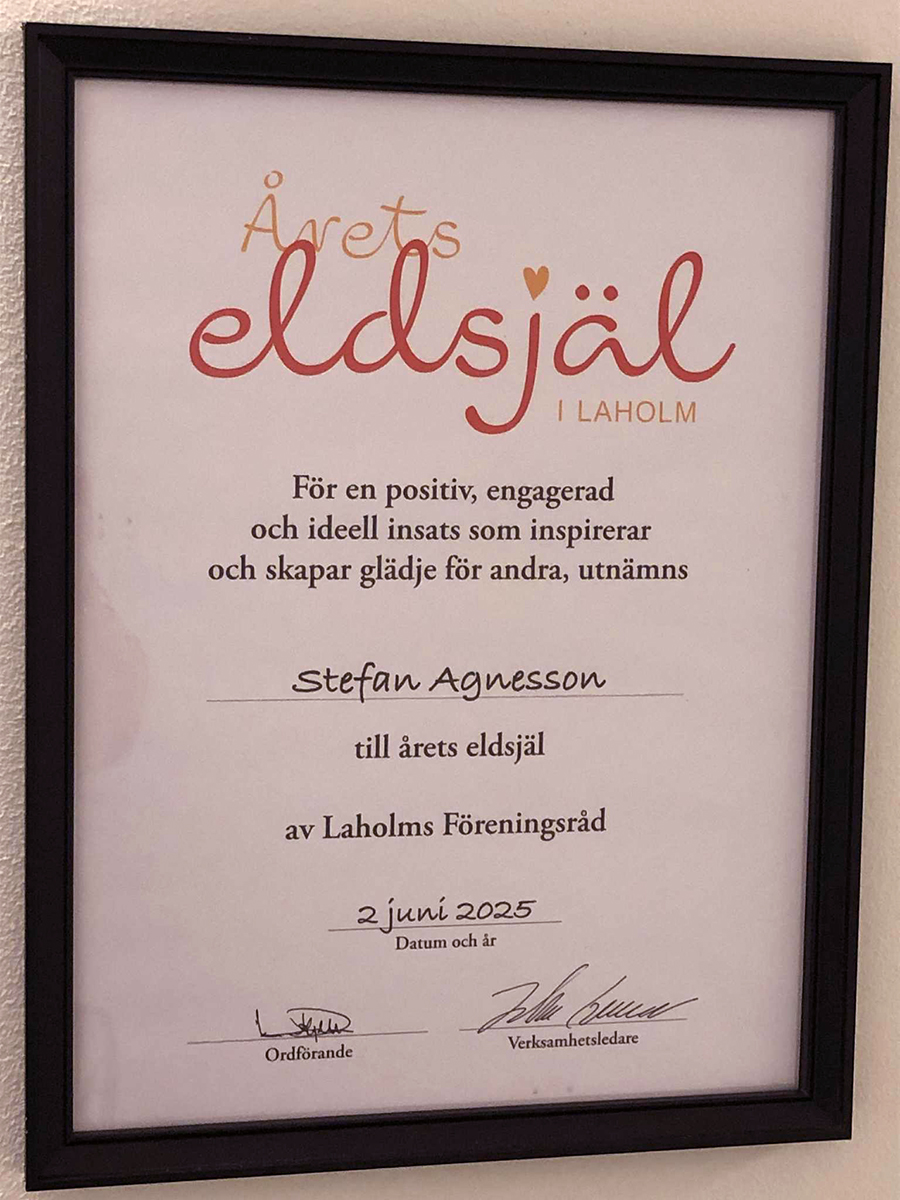 Årets
eldsjäl
I LAHOLM
För en positiv, engagerad
och ideell insats som inspirerar
och skapar glädje för andra, utnämns
Stefan Agnesson
till årets eldsjäl
av Laholms Föreningsråd
2 juni 2025
Datum och år
Ordförande
Verksamhetsledare